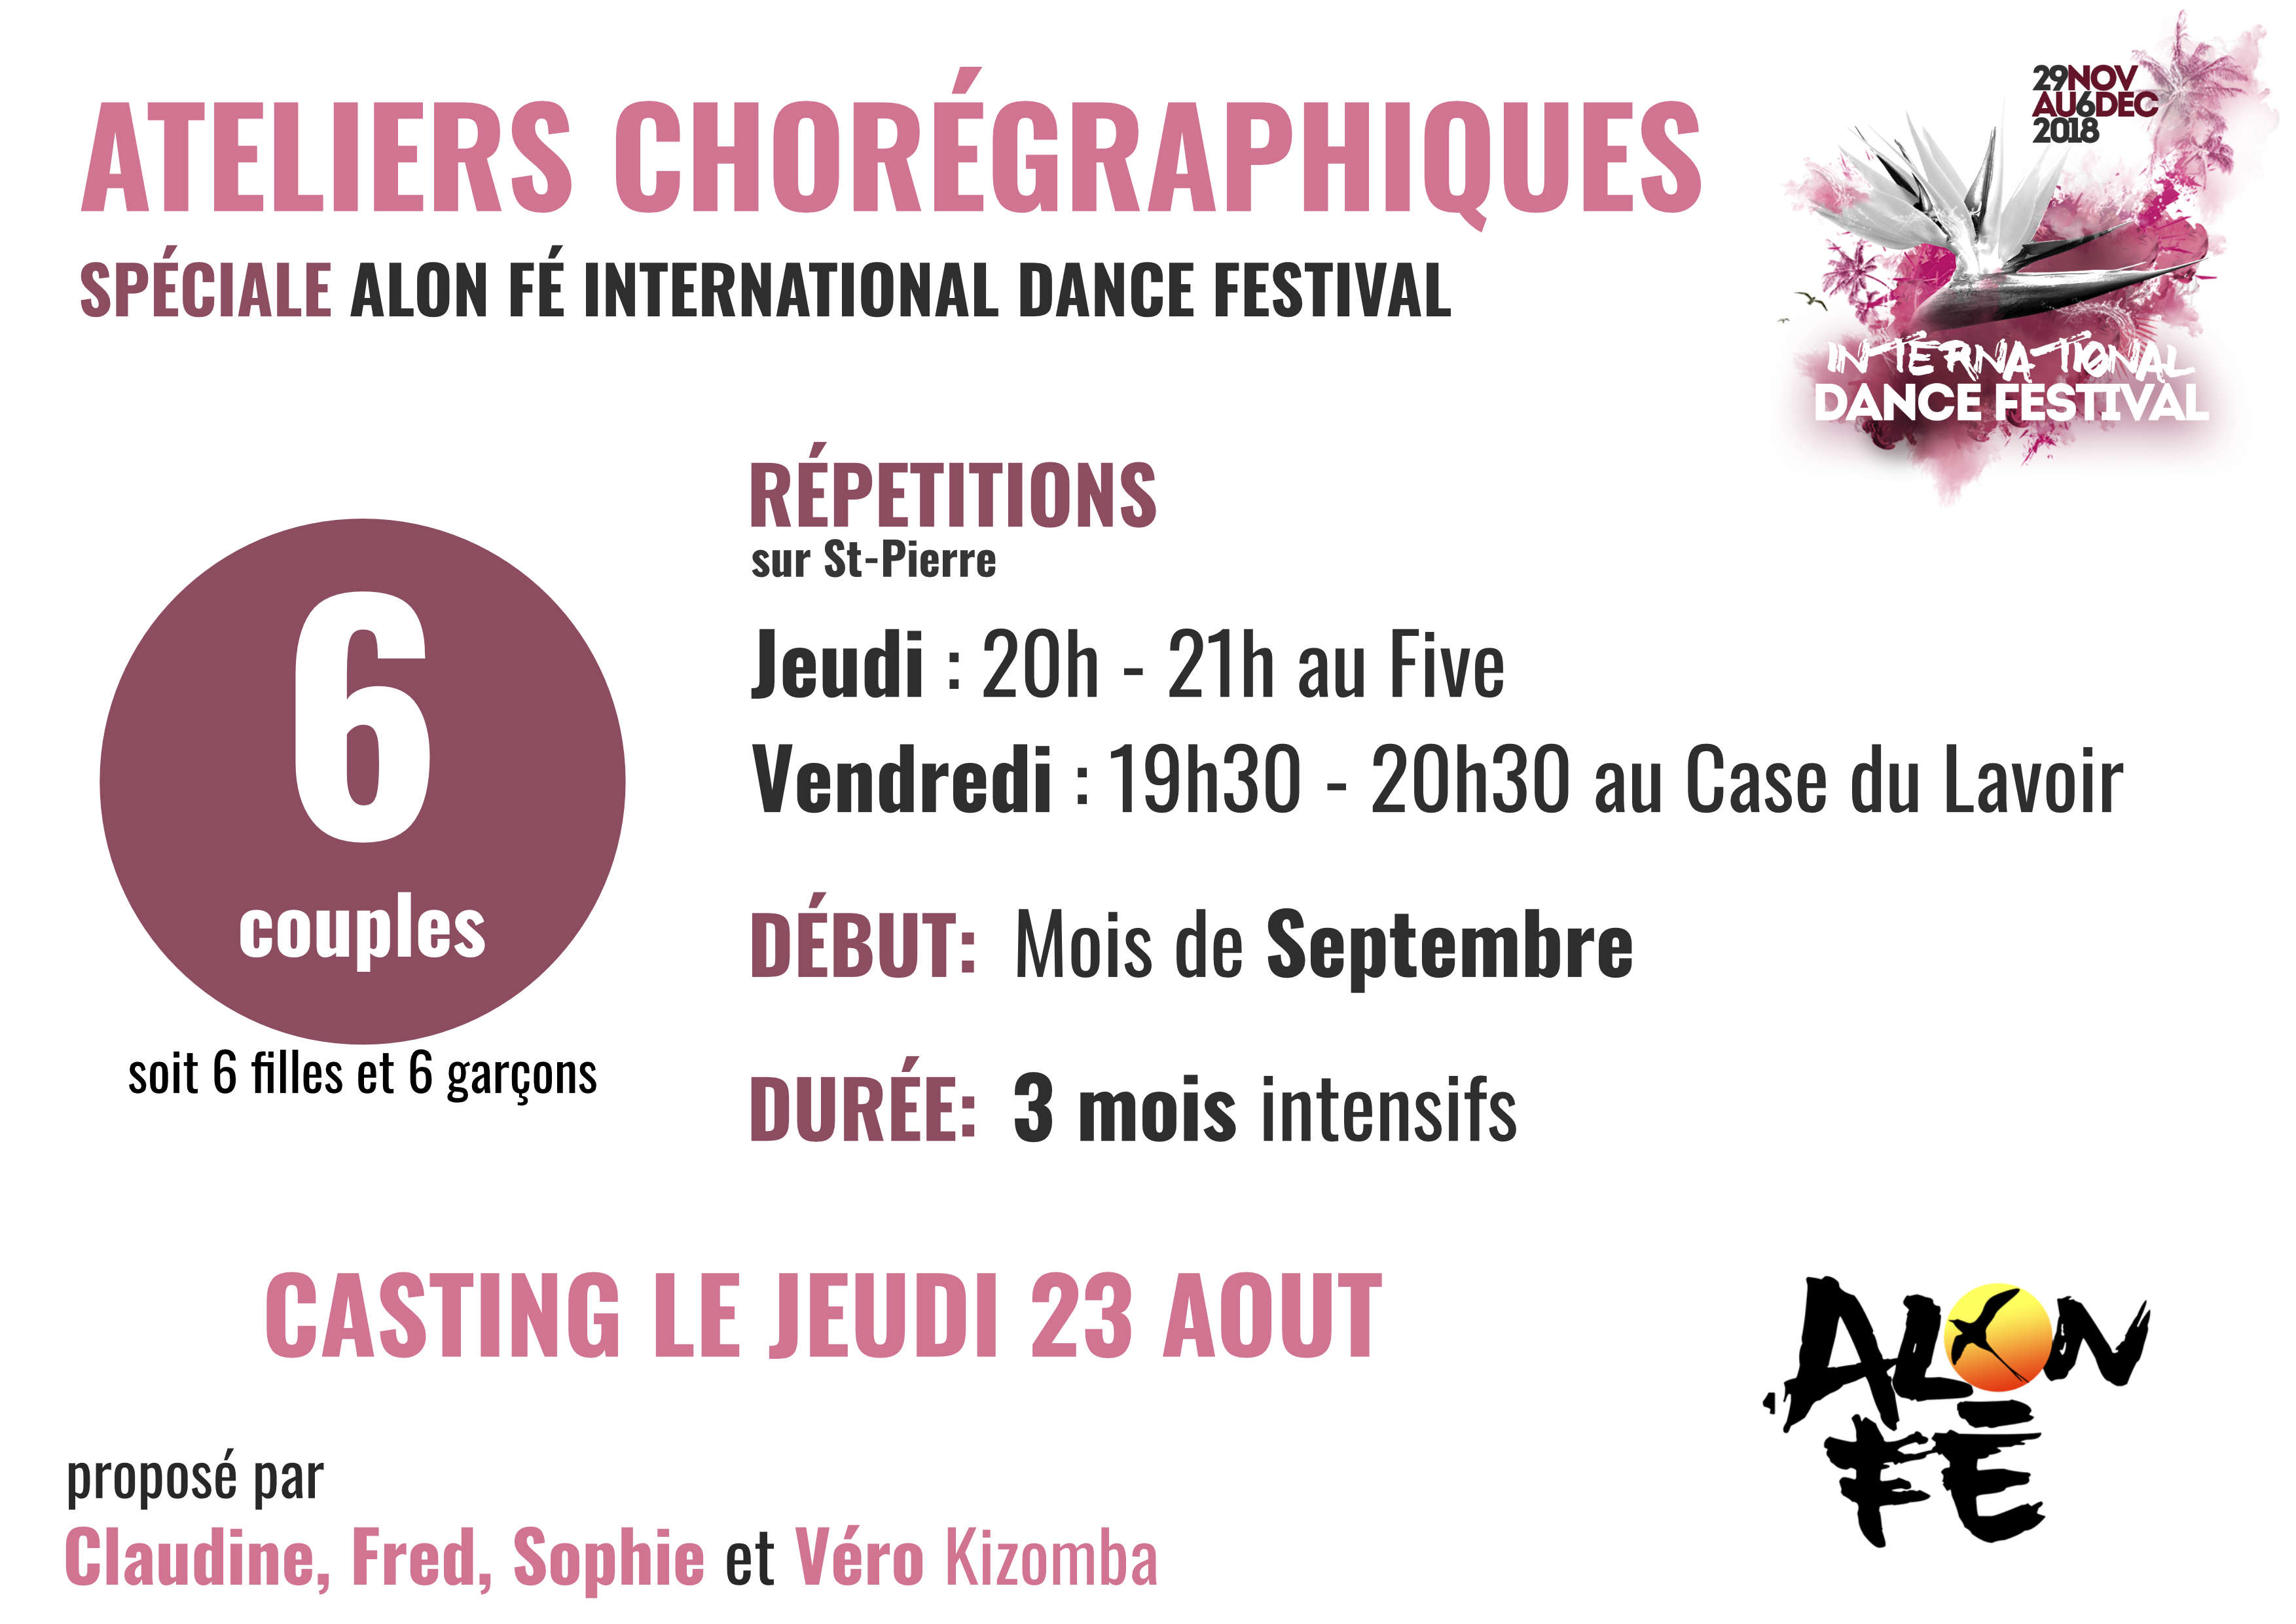 ATELIERS CHORÉGRAPHIQUES
SPÉCIALE ALON FÉ INTERNATIONAL DANCE FESTIVAL
29NOV
AU6DEC
2018
INTERNATIONAL
DANCE FESTIVAL
6
couples
soit 6 filles et 6 garçons
RÉPETITIONS
sur St-Pierre
Jeudi : 20h - 21h au Five
Vendredi : 19h30 - 20h30 au Case du Lavoir
DÉBUT: Mois de Septembre
DURÉE: 3 mois intensifs
CASTING LE JEUDI 23 AOUT
proposé par
Claudine, Fred, Sophie et Véro Kizomba
ALON
FÉ